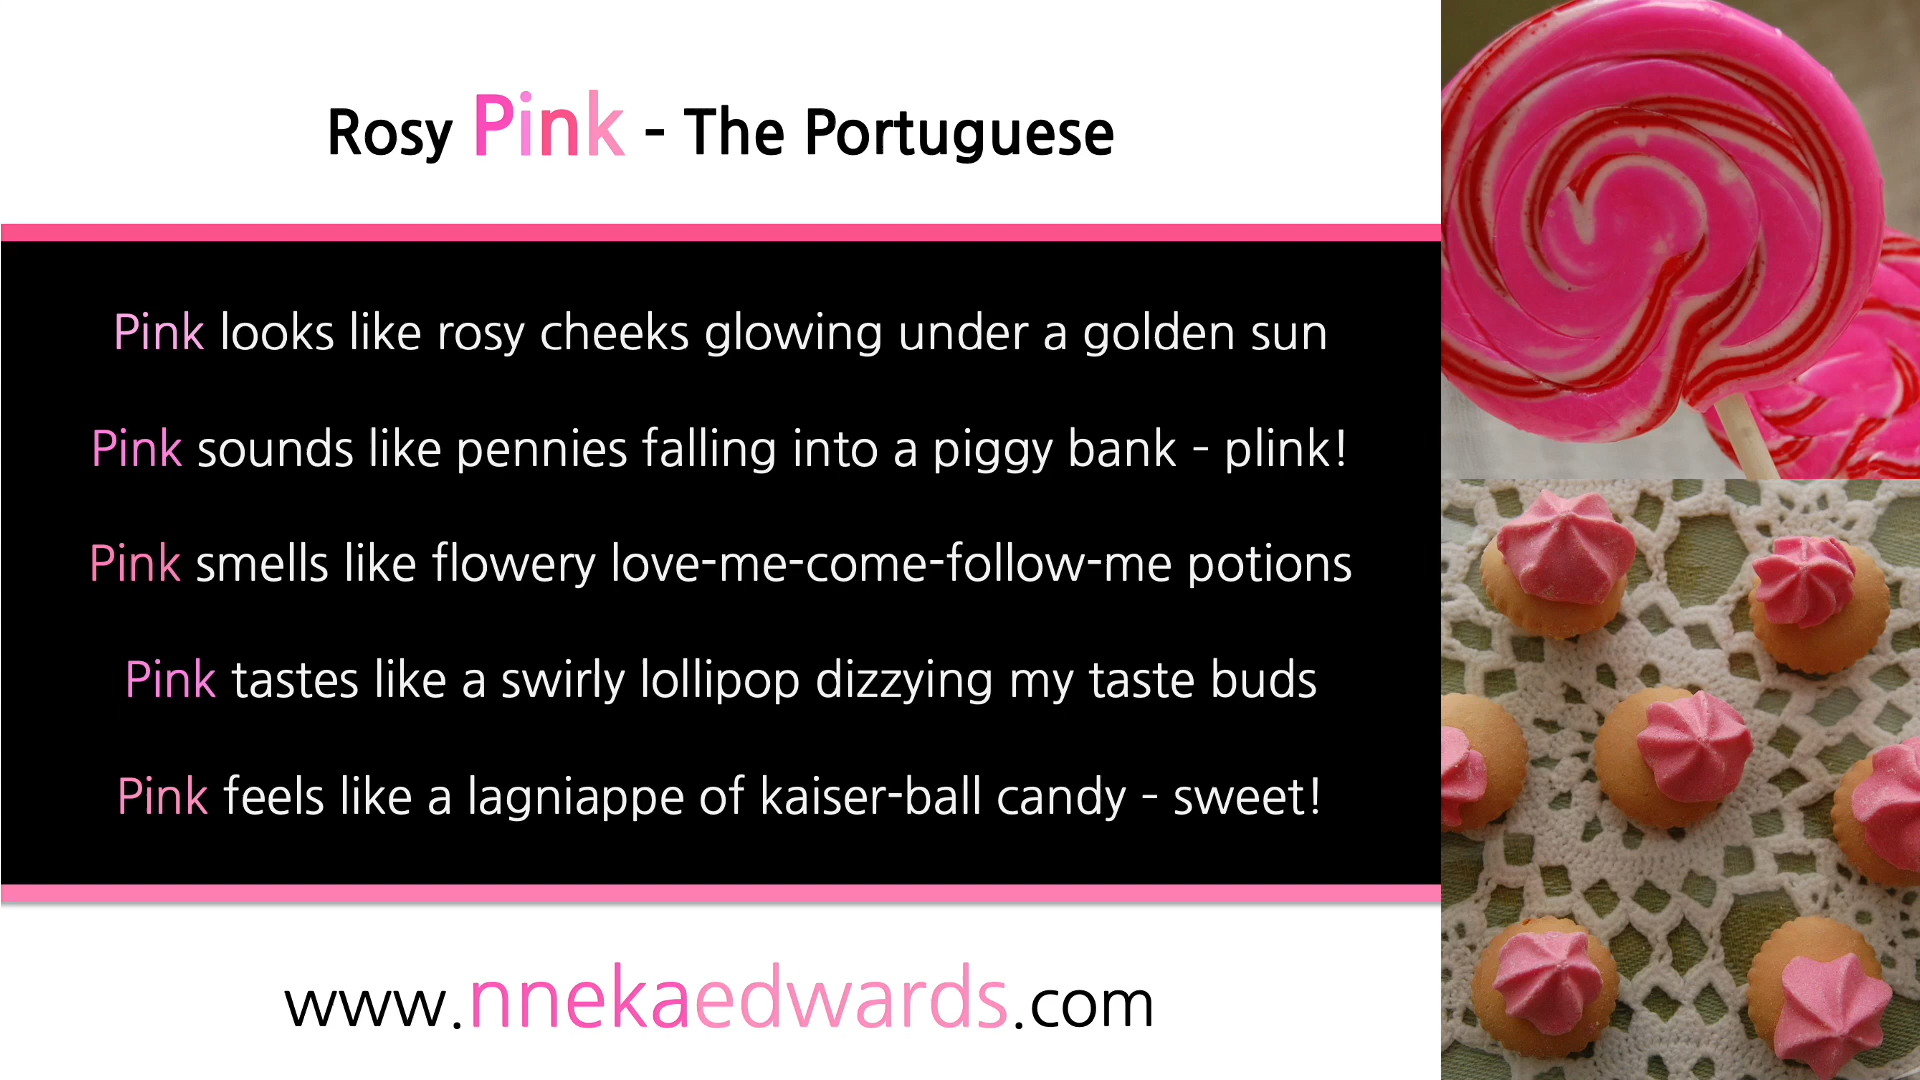 Rosy Pink - The Portuguese
Pink looks like rosy cheeks glowing under a golden sun
Pink sounds like pennies falling into a piggy bank - plink!
Pink smells like flowery love-me-come-follow-me potions
Pink tastes like a swirly lollipop dizzying my taste buds
Pink feels like a lagniappe of kaiser-ball candy - sweet!
www.nnekaedwards.com